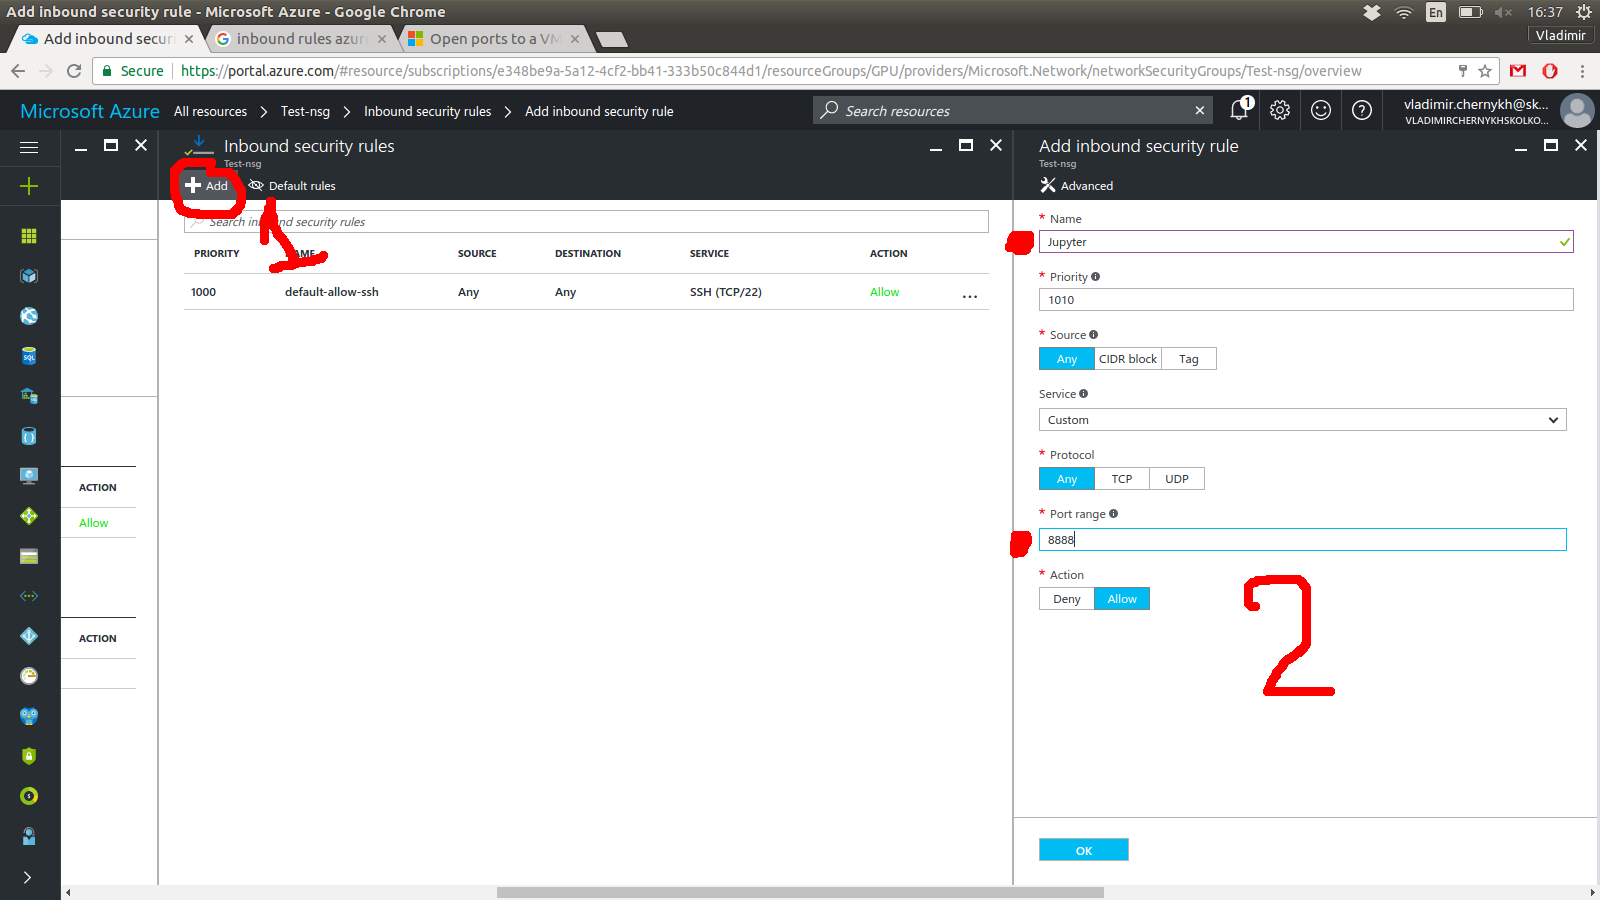 Add inbound security rule - Microsoft Azure - Google Chrome
En
16:37
Add inbound securi
inbound rules azur
Open ports to a VM
Vladimir
Secure
https://portal.azure.com/#resource/subscriptions/e348be9a-5a12-4cf2-bb41-333b50c844d1/resourceGroups/GPU/providers/Microsoft.Network/networkSecurityGroups/Test-nsg/overview
Microsoft Azure
All resources > Test-nsg > Inbound security rules > Add inbound security rule
Search resources
1
vladimir.chernykh@sk...
VLADIMIRCHERNYKHSKOLKO...
Inbound security rules
Test-nsg
Add
Default rules
Search inbound security rules
1
PRIORITY NAME SOURCE DESTINATION SERVICE ACTION
1000 default-allow-ssh Any Any SSH (TCP/22) Allow ...
ACTION
Allow
ACTION
SQL
Add inbound security rule
Test-nsg
Advanced
* Name
Jupyter
* Priority
1010
* Source
Any CIDR block Tag
Service
Custom
* Protocol
Any TCP UDP
* Port range
8888
* Action
Deny Allow
2
OK